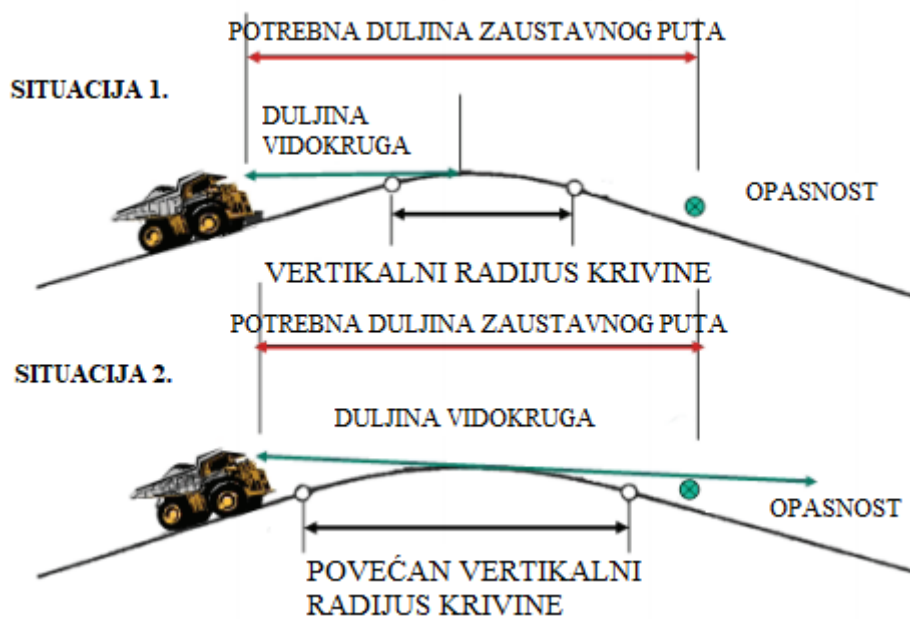 POTREBNA DULJINA ZAUSTAVNOG PUTA
SITUACIJA 1.
DULJINA
VIDOKRUGA
OPASNOST
VERTIKALNI RADIJUS KRIVINE
POTREBNA DULJINA ZAUSTAVNOG PUTA
SITUACIJA 2.
DULJINA VIDOKRUGA
OPASNOST
POVEĆAN VERTIKALNI
RADIJUS KRIVINE